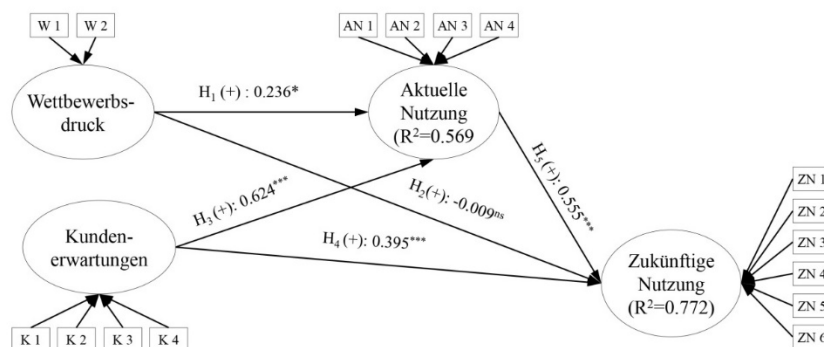 W 1
W 2
AN 1
AN 2
AN 3
AN 4
Wettbewerbs-
druck
H₁ (+) : 0.236*
Aktuelle
Nutzung
(R²=0.569
H₃ (+): 0.624***
H₂ (+): -0.009ⁿˢ
H₅ (+): 0.555***
Kunden-
erwartungen
H₄ (+): 0.395***
Zukünftige
Nutzung
(R²=0.772)
ZN 1
ZN 2
ZN 3
ZN 4
ZN 5
ZN 6
K 1
K 2
K 3
K 4